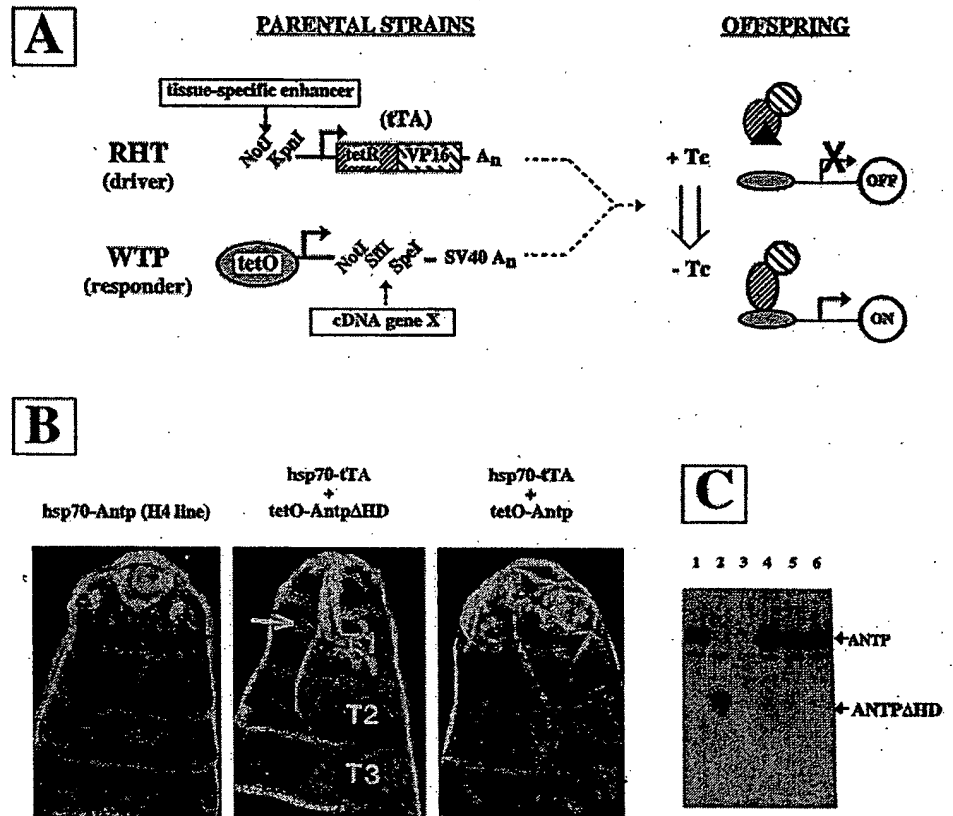 A
PARENTAL STRAINS
OFFSPRING
tissue-specific enhancer
(tTA)
RHT
(driver)
NotI
KpnI
tetR
VP16
An
+ Tc
X
OFF
WTP
(responder)
tetO
NotI
SfiI
SpeI
SV40 An
- Tc
cDNA gene X
ON
B
hsp70-Antp (H4 line)
hsp70-tTA
+
tetO-AntpΔHD
hsp70-tTA
+
tetO-Antp
T2
T3
C
1 2 3 4 5 6
ANTP
ANTPΔHD